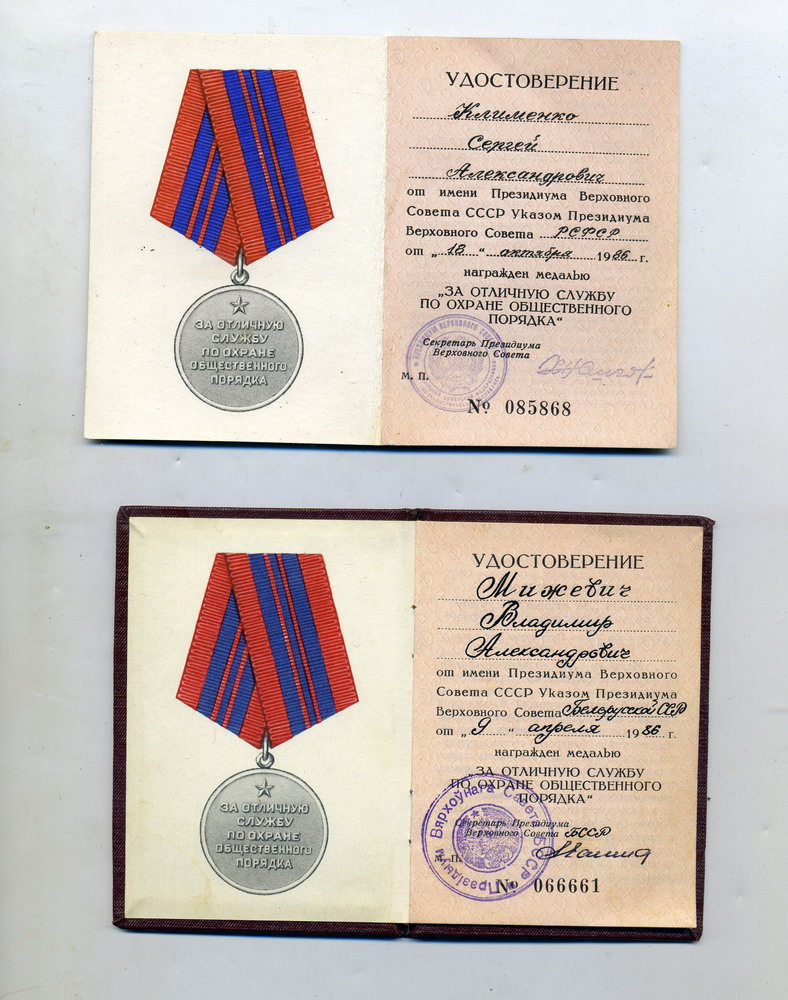 ЗА ОТЛИЧНУЮ
СЛУЖБУ
ПО ОХРАНЕ
ОБЩЕСТВЕННОГО
ПОРЯДКА
УДОСТОВЕРЕНИЕ
Клименко
Сергей
Александрович
от имени Президиума Верховного
Совета СССР Указом Президиума
Верховного Совета РСФСР
от „18“ октября 1986 г.
награжден медалью
„ЗА ОТЛИЧНУЮ СЛУЖБУ
ПО ОХРАНЕ ОБЩЕСТВЕННОГО
ПОРЯДКА“
Секретарь Президиума
Верховного Совета
М. П.
№ 085868
ЗА ОТЛИЧНУЮ
СЛУЖБУ
ПО ОХРАНЕ
ОБЩЕСТВЕННОГО
ПОРЯДКА
УДОСТОВЕРЕНИЕ
Мижевич
Владимир
Александрович
от имени Президиума Верховного
Совета СССР Указом Президиума
Верховного Совета Белорусской ССР
от „9“ апреля 1986 г.
награжден медалью
„ЗА ОТЛИЧНУЮ СЛУЖБУ
ПО ОХРАНЕ ОБЩЕСТВЕННОГО
ПОРЯДКА“
Секретарь Президиума
Верховного Совета БССР
М. П.
Прэзідыум Вярхоўнага Савета БССР
№ 066661